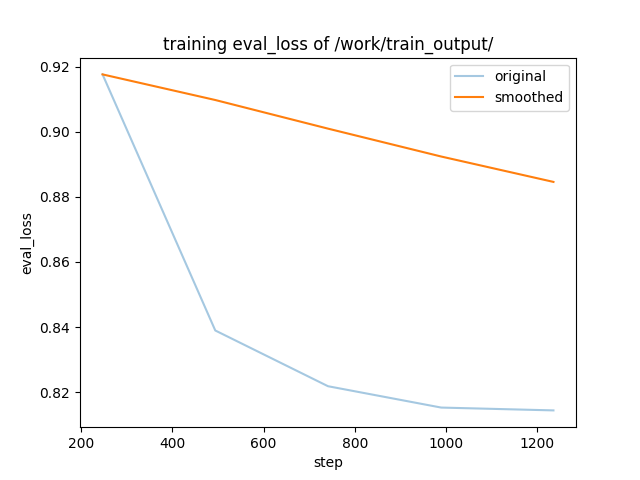 training eval_loss of /work/train_output/
original
smoothed
0.92
0.90
0.88
0.86
0.84
0.82
eval_loss
200
400
600
800
1000
1200
step